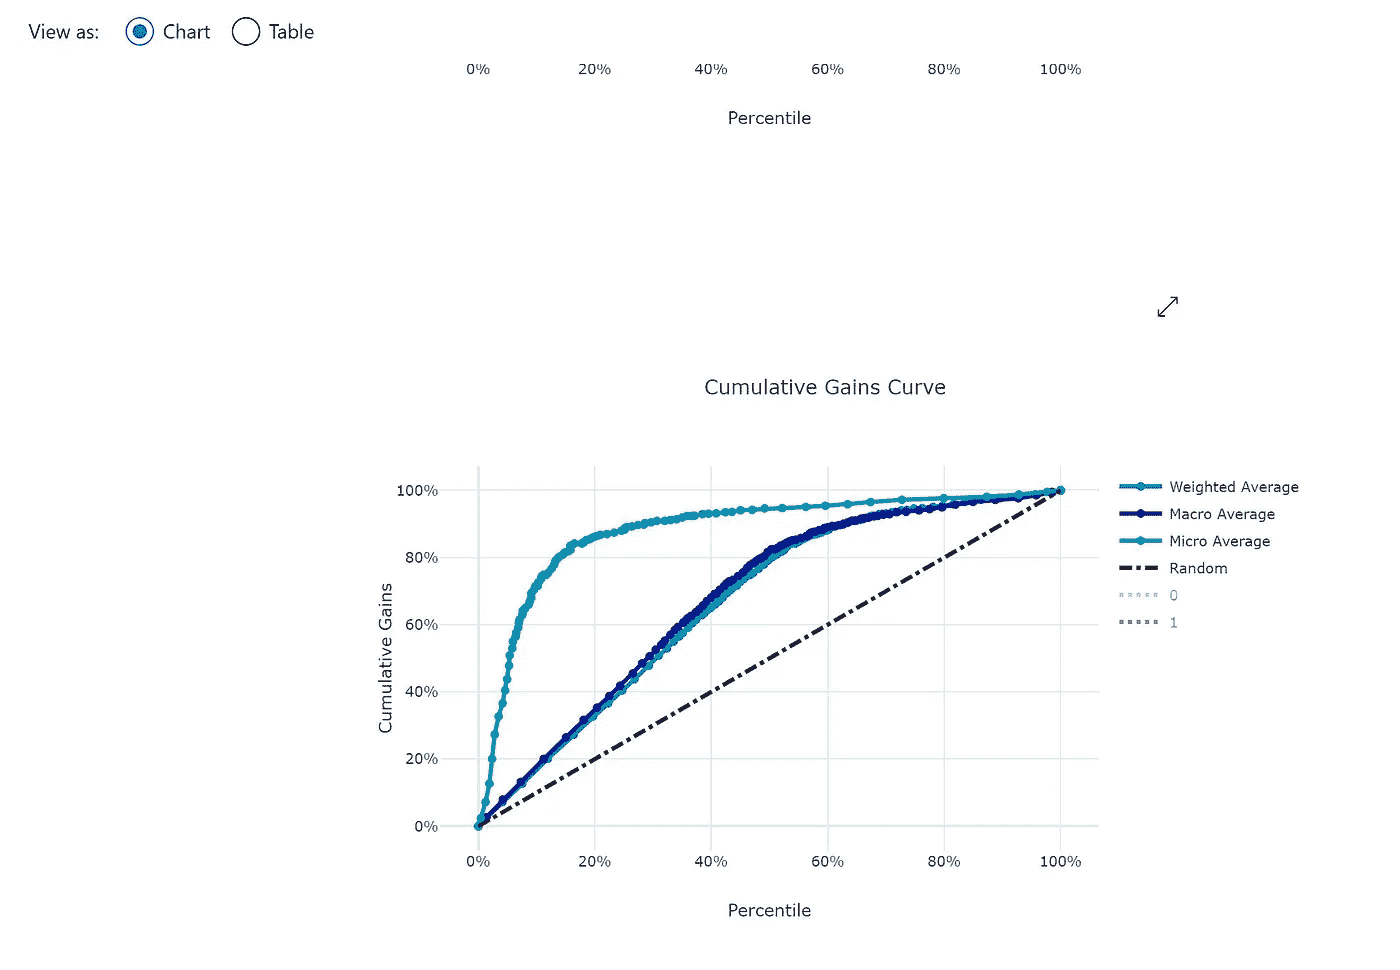 View as: Chart Table
0% 20% 40% 60% 80% 100%
Percentile
Cumulative Gains Curve
100%
80%
60%
40%
20%
0%
Cumulative Gains
0% 20% 40% 60% 80% 100%
Percentile
Weighted Average
Macro Average
Micro Average
Random
0
1